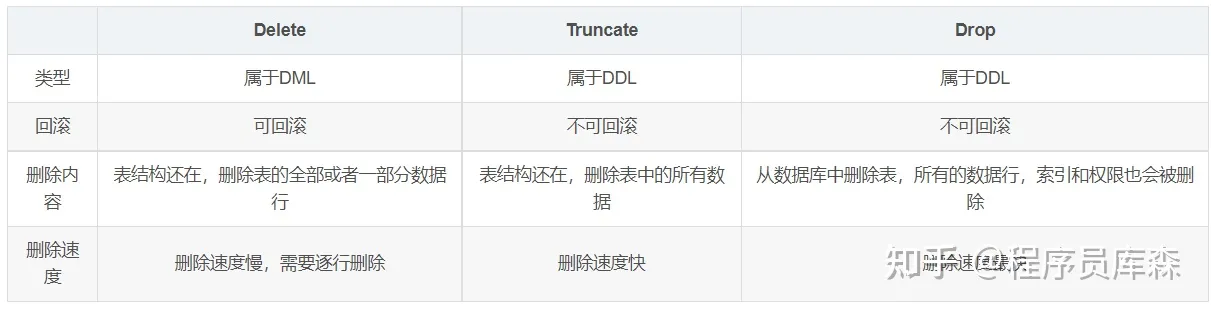 Delete Truncate Drop
类型 属于DML 属于DDL 属于DDL
回滚 可回滚 不可回滚 不可回滚
删除内 表结构还在，删除表的全部或者一部分数据 表结构还在，删除表中的所有数 从数据库中删除表，所有的数据行，索引和权限也会被删
容 行 据 除
删除速 删除速度慢，需要逐行删除 删除速度快 删除速度最快
度
知乎 @程序员库森